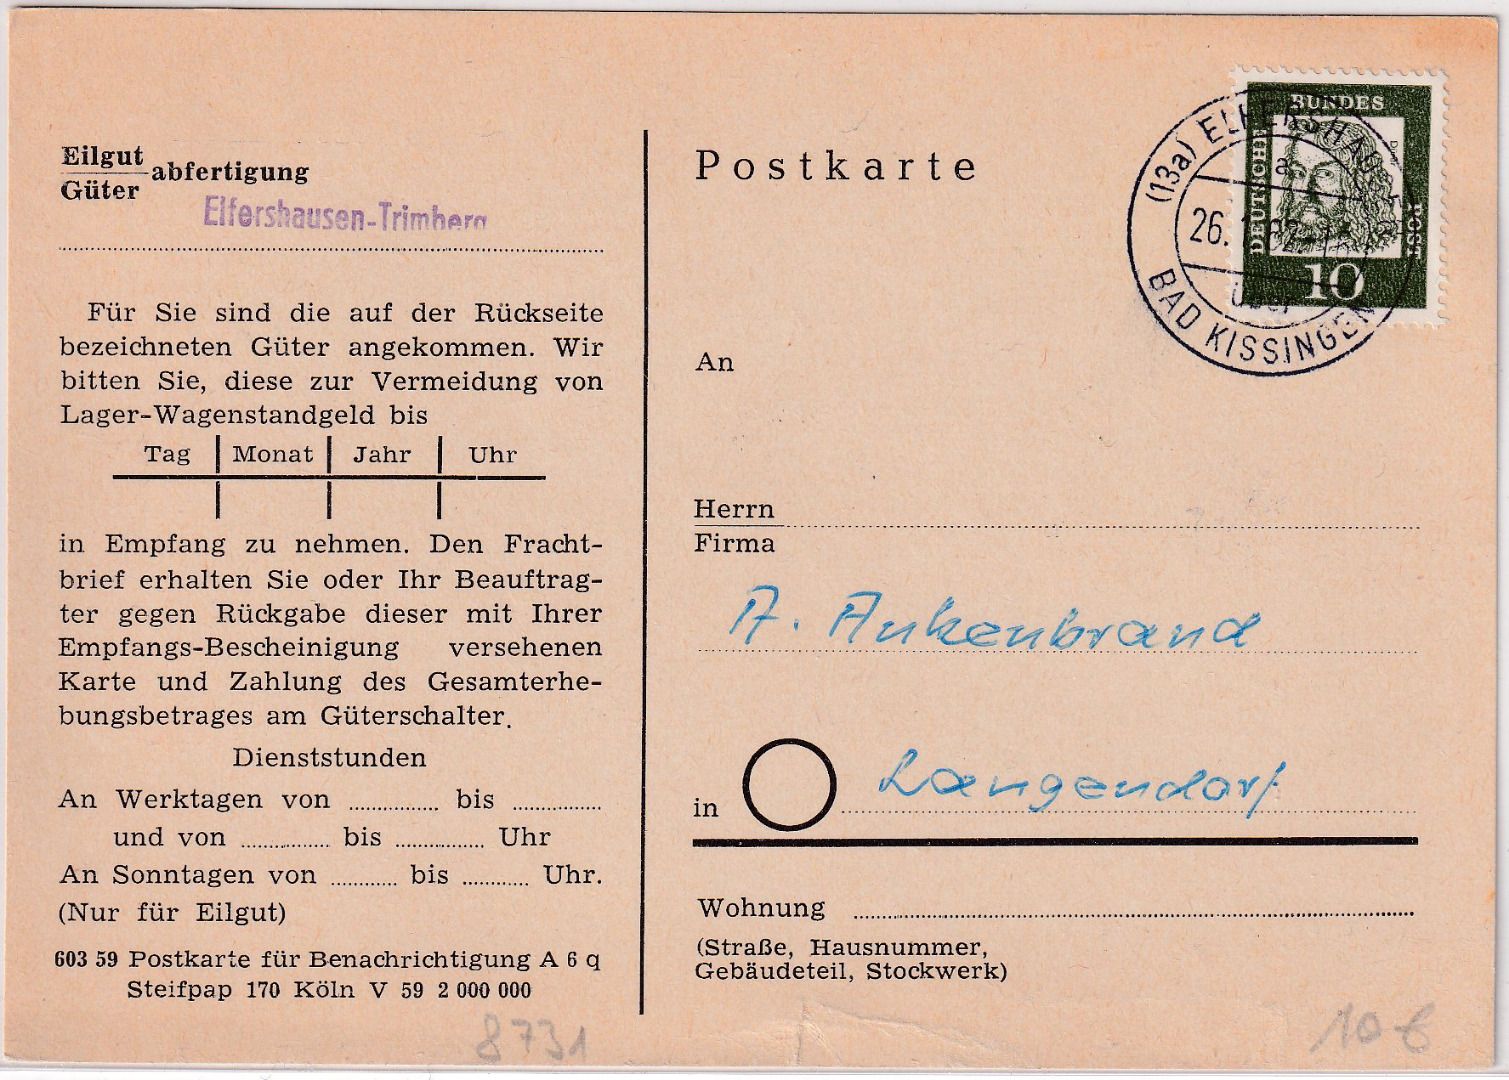 Eilgut
Güter
abfertigung
Elfershausen-Trimberg
Für Sie sind die auf der Rückseite
bezeichneten Güter angekommen. Wir
bitten Sie, diese zur Vermeidung von
Lager-Wagenstandgeld bis
Tag Monat Jahr Uhr
in Empfang zu nehmen. Den Fracht-
brief erhalten Sie oder Ihr Beauftrag-
ter gegen Rückgabe dieser mit Ihrer
Empfangs-Bescheinigung versehenen
Karte und Zahlung des Gesamterhe-
bungsbetrages am Güterschalter.
Dienststunden
An Werktagen von ............... bis ...............
und von ............... bis ............... Uhr
An Sonntagen von ............ bis ............ Uhr.
(Nur für Eilgut)
603 59 Postkarte für Benachrichtigung A 6 q
Steifpap 170 Köln V 59 2 000 000
8731
Postkarte
DEUTSCHE
BUNDES
POST
10
(13a) ELFERSHAUSEN
a
26.
über
BAD KISSINGEN
An
Herrn
Firma
A. Ankenbrand
in Langendorf
Wohnung
(Straße, Hausnummer,
Gebäudeteil, Stockwerk)